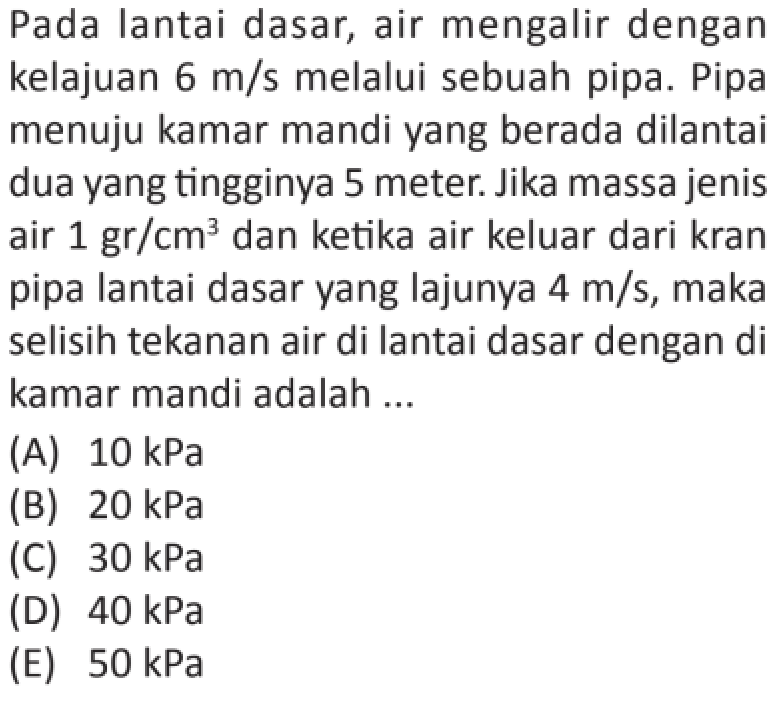 Pada lantai dasar, air mengalir dengan
kelajuan 6 m/s melalui sebuah pipa. Pipa
menuju kamar mandi yang berada dilantai
dua yang tingginya 5 meter. Jika massa jenis
air 1 gr/cm³ dan ketika air keluar dari kran
pipa lantai dasar yang lajunya 4 m/s, maka
selisih tekanan air di lantai dasar dengan di
kamar mandi adalah ...
(A) 10 kPa
(B) 20 kPa
(C) 30 kPa
(D) 40 kPa
(E) 50 kPa